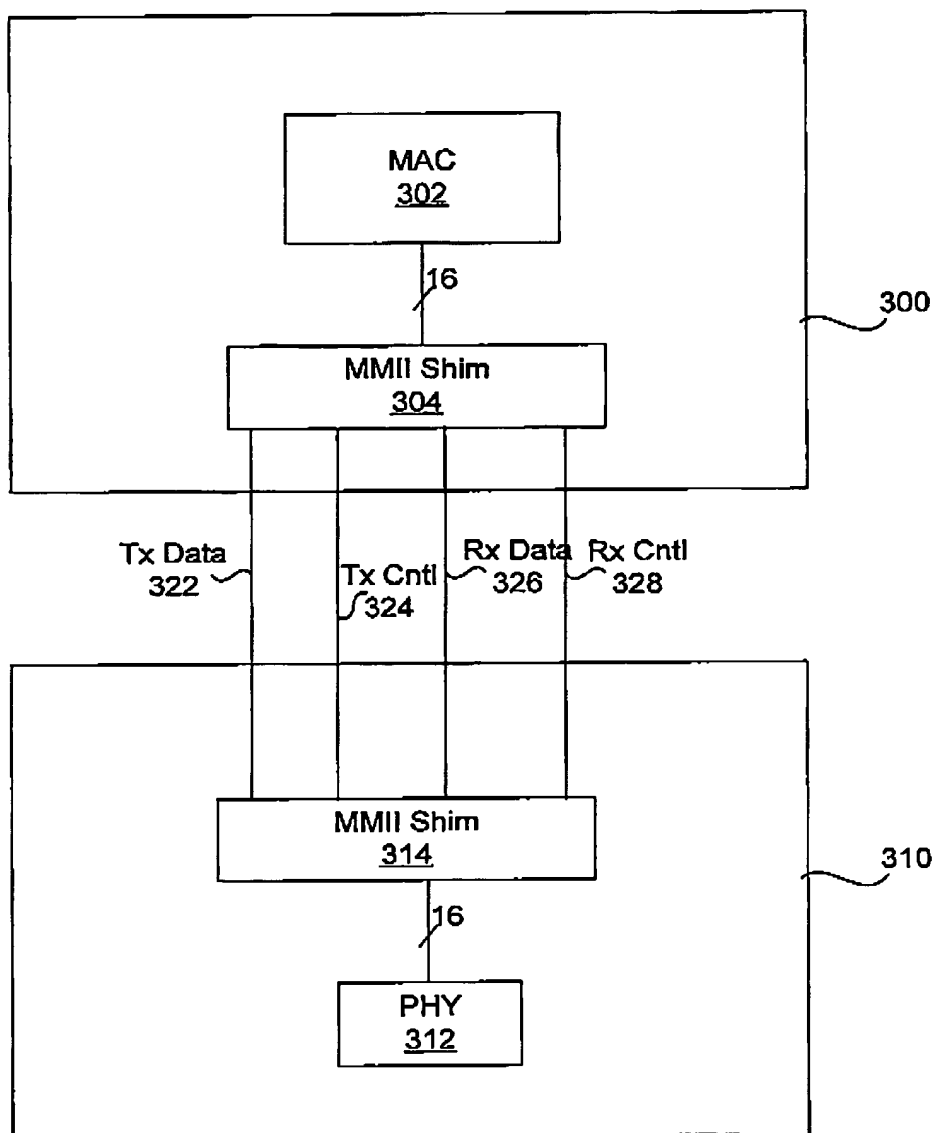 MAC
302
16
300
MMII Shim
304
Tx Data
322
Tx Cntl
324
Rx Data
326
Rx Cntl
328
MMII Shim
314
310
16
PHY
312